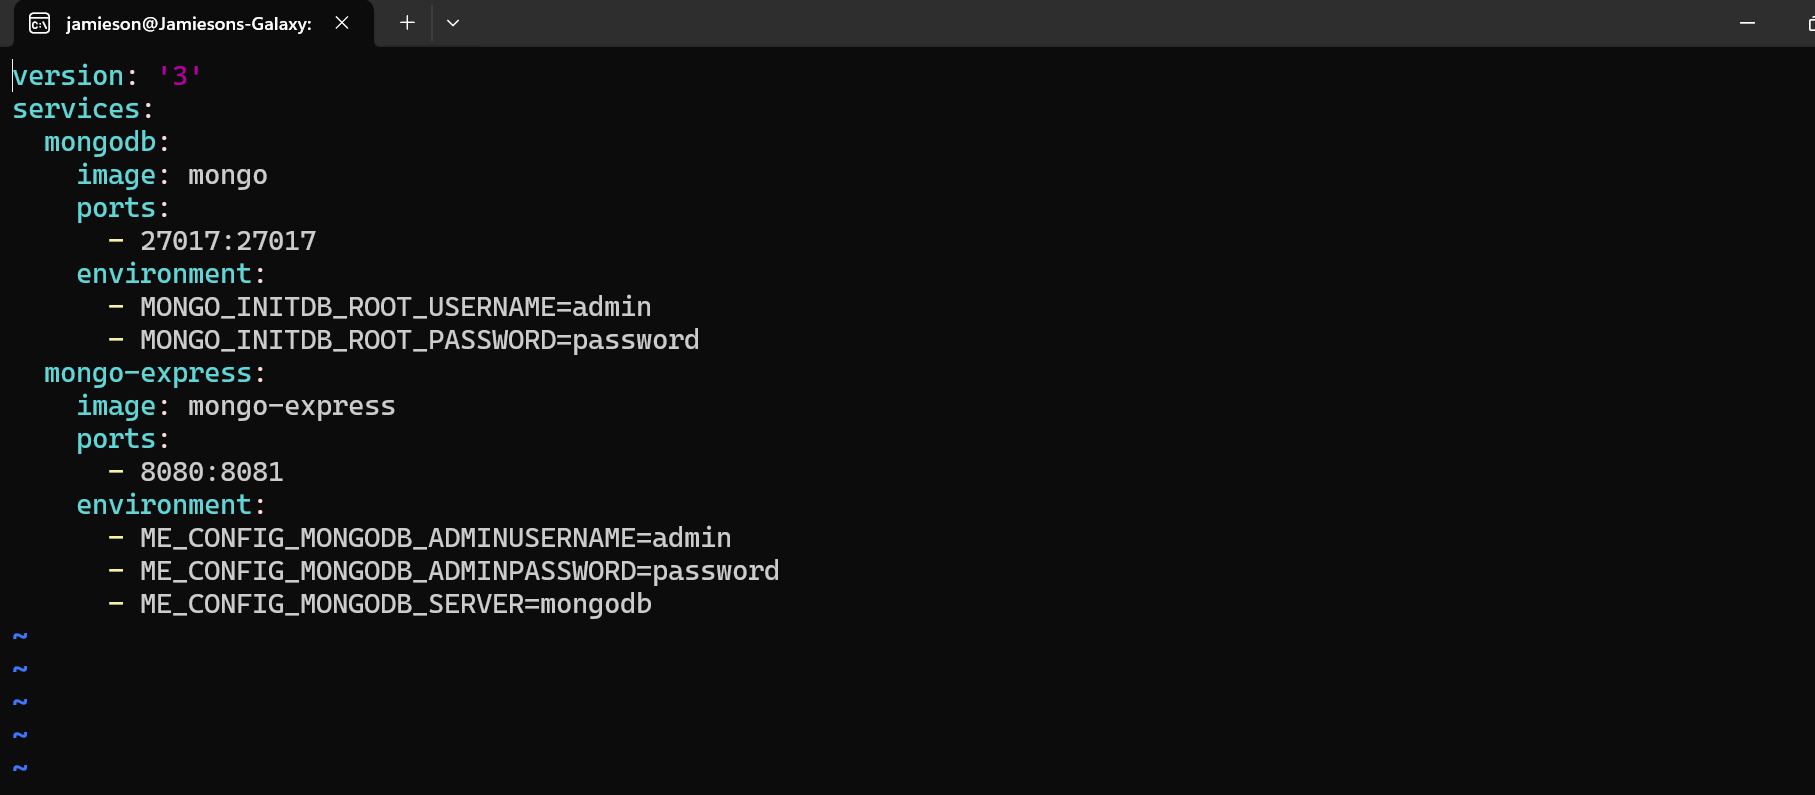 jamieson@Jamiesons-Galaxy:
version: '3'
services:
  mongodb:
    image: mongo
    ports:
      - 27017:27017
    environment:
      - MONGO_INITDB_ROOT_USERNAME=admin
      - MONGO_INITDB_ROOT_PASSWORD=password
  mongo-express:
    image: mongo-express
    ports:
      - 8080:8081
    environment:
      - ME_CONFIG_MONGODB_ADMINUSERNAME=admin
      - ME_CONFIG_MONGODB_ADMINPASSWORD=password
      - ME_CONFIG_MONGODB_SERVER=mongodb
~
~
~
~
~